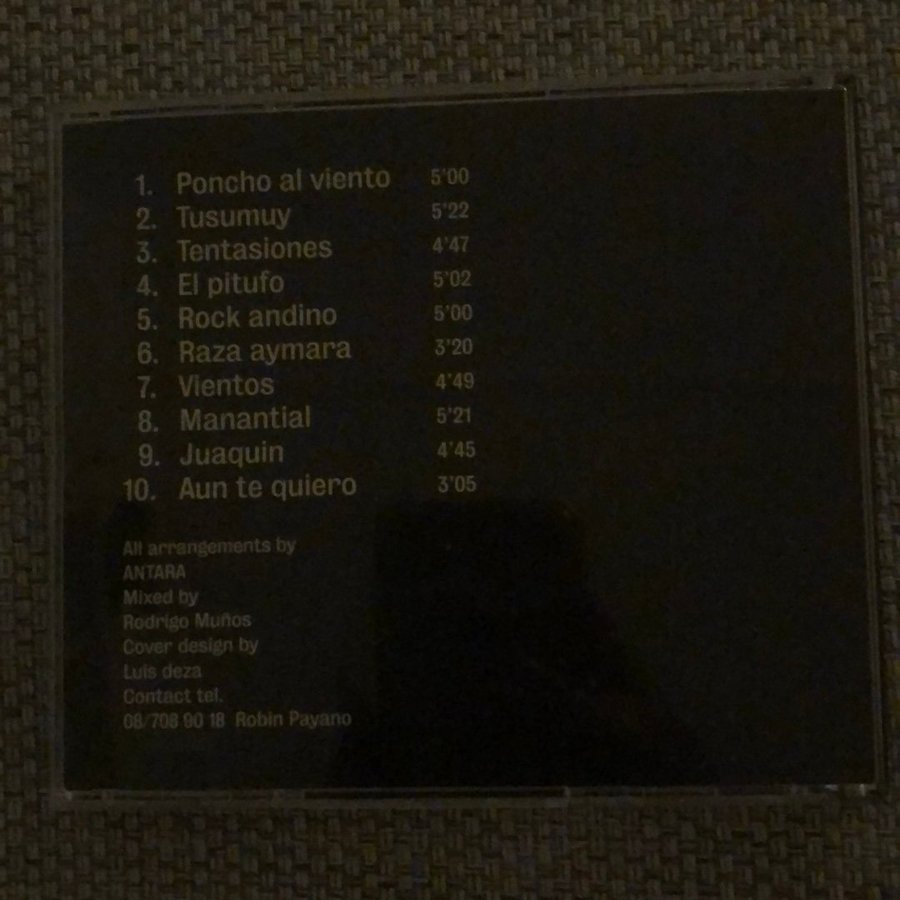 1. Poncho al viento 5'00
2. Tusumuy 5'22
3. Tentasiones 4'47
4. El pitufo 5'02
5. Rock andino 5'00
6. Raza aymara 3'20
7. Vientos 4'49
8. Manantial 5'21
9. Juaquin 4'45
10. Aun te quiero 3'05
All arrangements by
ANTARA
Mixed by
Rodrigo Muños
Cover design by
Luis deza
Contact tel.
08/708 90 18 Robin Payano